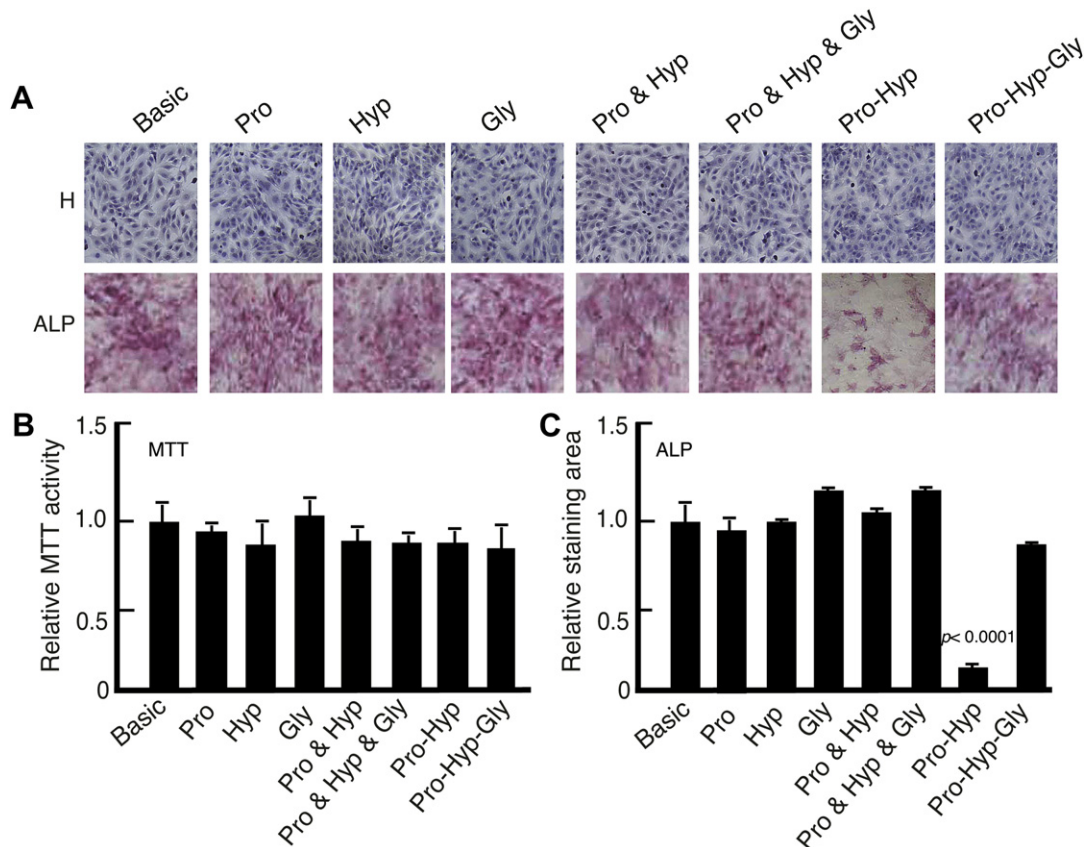 A
Basic
Pro
Hyp
Gly
Pro & Hyp
Pro & Hyp & Gly
Pro-Hyp
Pro-Hyp-Gly
H
ALP
B
1.5
MTT
1.0
0.5
0
Relative MTT activity
Basic
Pro
Hyp
Gly
Pro & Hyp
Pro & Hyp & Gly
Pro-Hyp
Pro-Hyp-Gly
C
1.5
ALP
1.0
0.5
0
Relative staining area
p< 0.0001
Basic
Pro
Hyp
Gly
Pro & Hyp
Pro & Hyp & Gly
Pro-Hyp
Pro-Hyp-Gly